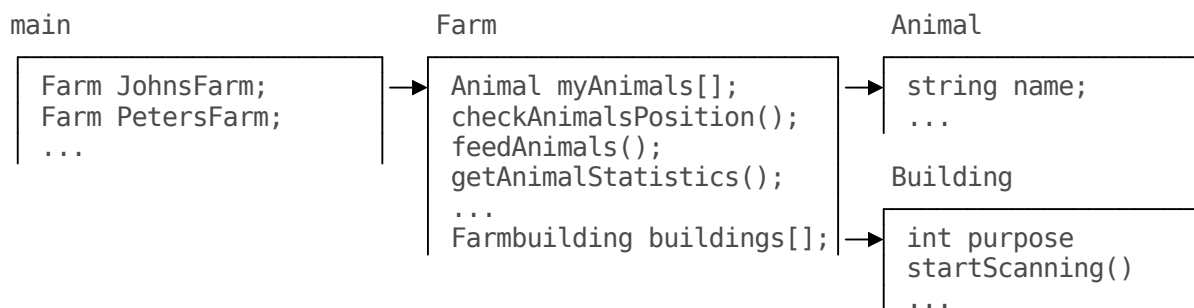 main
Farm JohnsFarm;
Farm PetersFarm;
...
Farm
Animal myAnimals[];
checkAnimalsPosition();
feedAnimals();
getAnimalStatistics();
...
Farmbuilding buildings[];
Animal
string name;
...
Building
int purpose
startScanning()
...